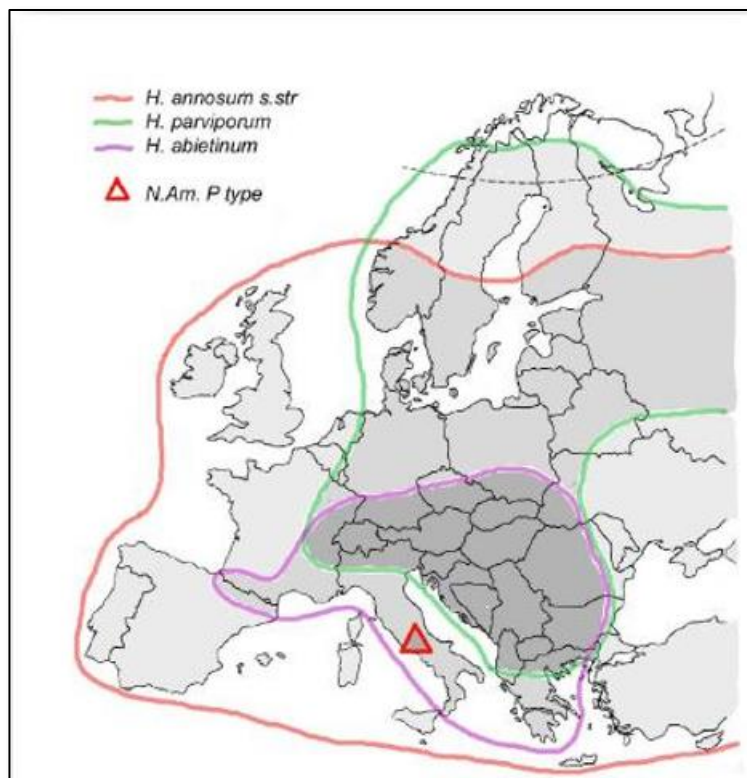 H. annosum s.str
H. parviporum
H. abietinum
N.Am. P type